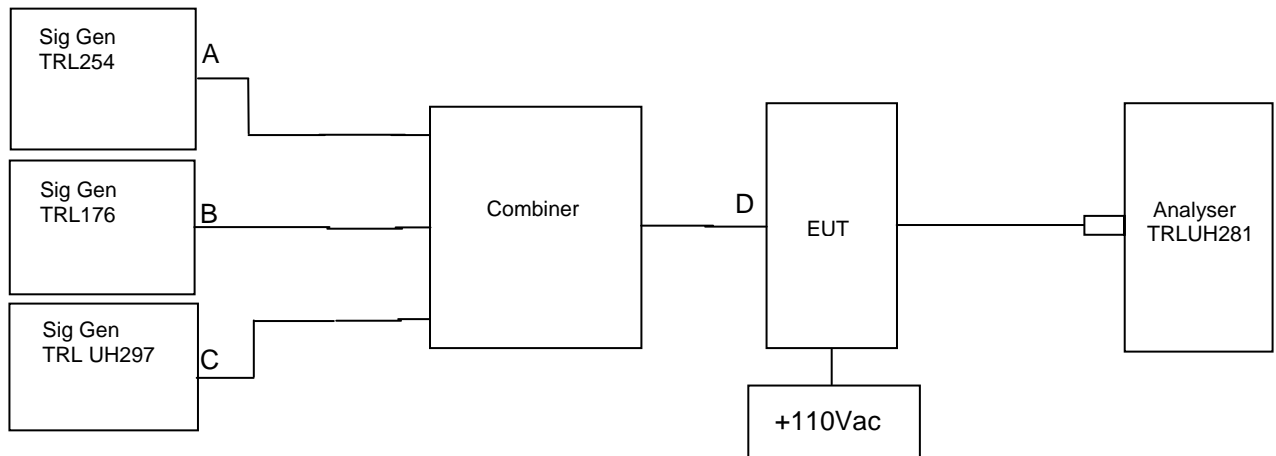 Sig Gen
TRL254
A
Sig Gen
TRL176
B
Sig Gen
TRL UH297
C
Combiner
D
EUT
+110Vac
Analyser
TRLUH281